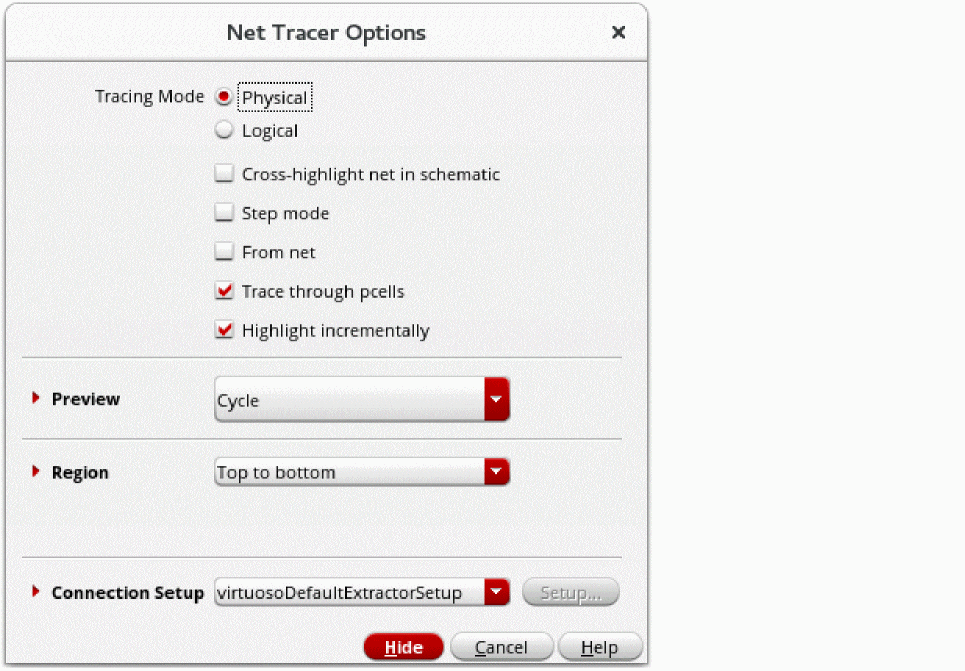 Net Tracer Options
Tracing Mode Physical
Logical
Cross-highlight net in schematic
Step mode
From net
Trace through pcells
Highlight incrementally
Preview Cycle
Region Top to bottom
Connection Setup virtuosoDefaultExtractorSetup Setup...
Hide Cancel Help